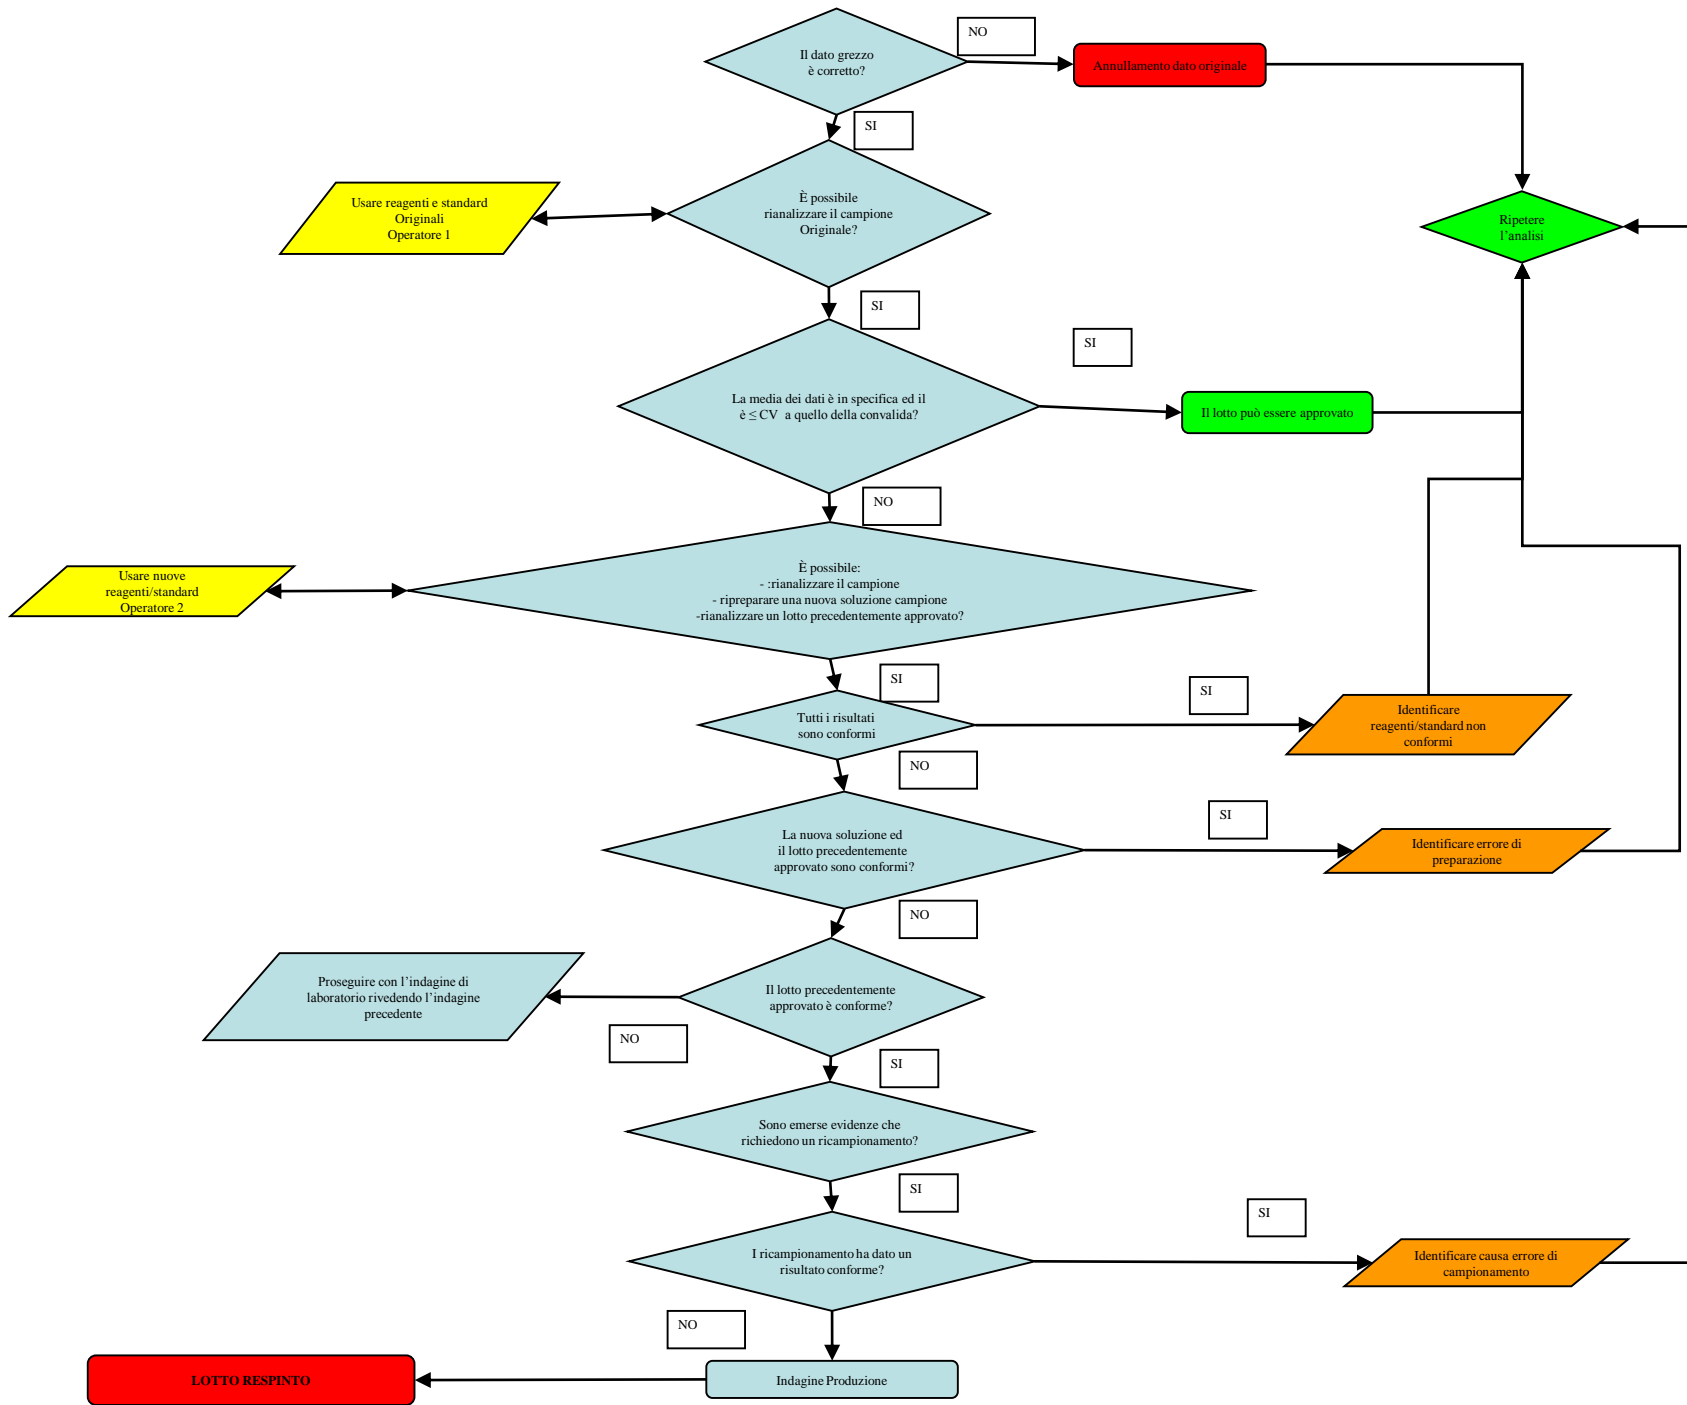 NO
Il dato grezzo
è corretto?
Annullamento dato originale
SI
È possibile
rianalizzare il campione
Originale?
Usare reagenti e standard
Originali
Operatore 1
Ripetere
l’analisi
SI
SI
La media dei dati è in specifica ed il
è ≤ CV a quello della convalida?
Il lotto può essere approvato
NO
È possibile:
- :rianalizzare il campione
- ripreparare una nuova soluzione campione
-rianalizzare un lotto precedentemente approvato?
Usare nuove
reagenti/standard
Operatore 2
SI
SI
Tutti i risultati
sono conformi
Identificare
reagenti/standard non
conformi
NO
SI
La nuova soluzione ed
il lotto precedentemente
approvato sono conformi?
Identificare errore di
preparazione
NO
Proseguire con l’indagine di
laboratorio rivedendo l’indagine
precedente
Il lotto precedentemente
approvato è conforme?
NO
SI
Sono emerse evidenze che
richiedono un ricampionamento?
SI
SI
I ricampionamento ha dato un
risultato conforme?
Identificare causa errore di
campionamento
NO
LOTTO RESPINTO
Indagine Produzione